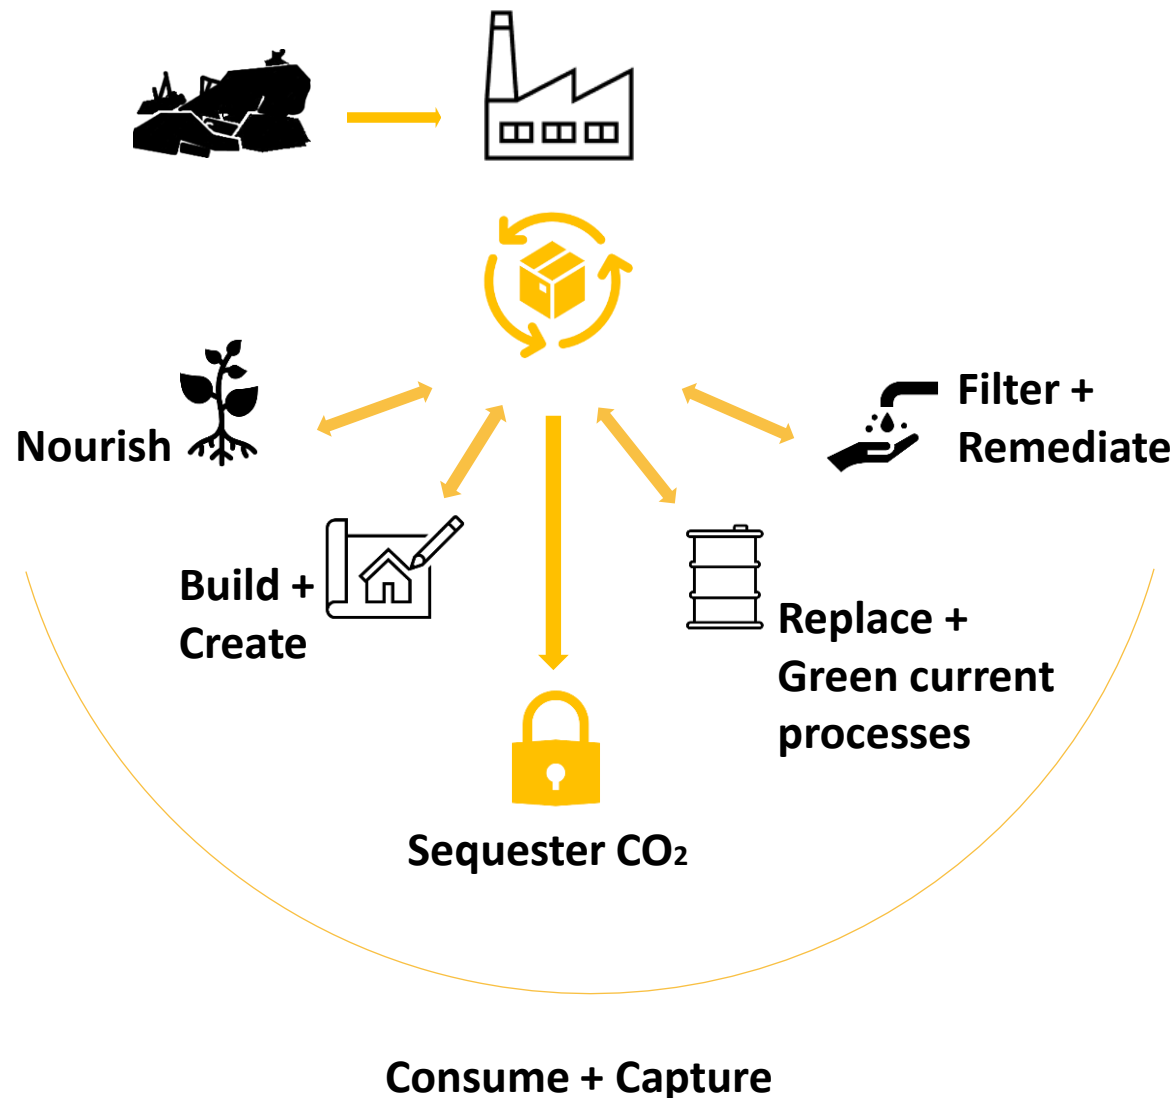 Nourish
Filter +
Remediate
Build +
Create
Replace +
Green current
processes
Sequester CO₂
Consume + Capture